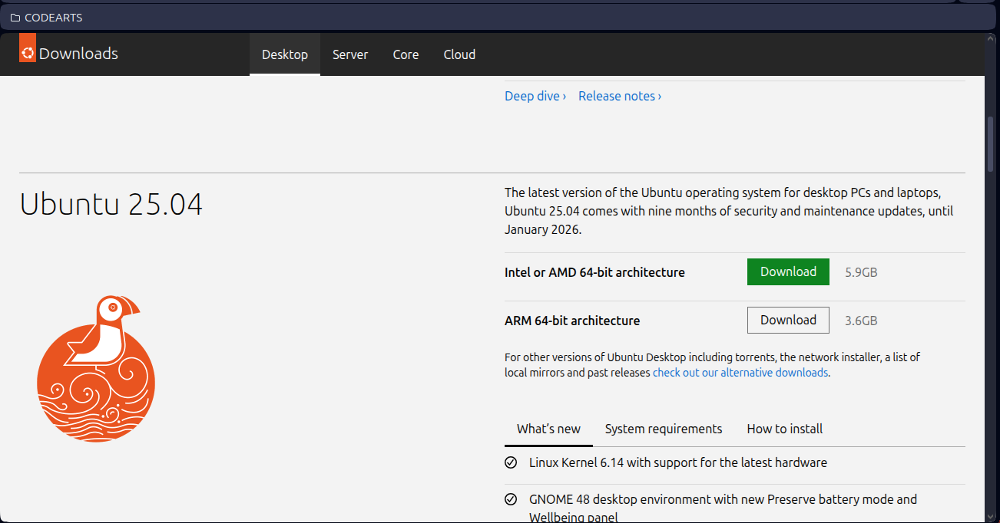 CODEARTS
Downloads
Desktop
Server
Core
Cloud
Deep dive ›
Release notes ›
Ubuntu 25.04
The latest version of the Ubuntu operating system for desktop PCs and laptops,
Ubuntu 25.04 comes with nine months of security and maintenance updates, until
January 2026.
Intel or AMD 64-bit architecture
Download
5.9GB
ARM 64-bit architecture
Download
3.6GB
For other versions of Ubuntu Desktop including torrents, the network installer, a list of
local mirrors and past releases check out our alternative downloads.
What's new
System requirements
How to install
Linux Kernel 6.14 with support for the latest hardware
GNOME 48 desktop environment with new Preserve battery mode and
Wellbeing panel